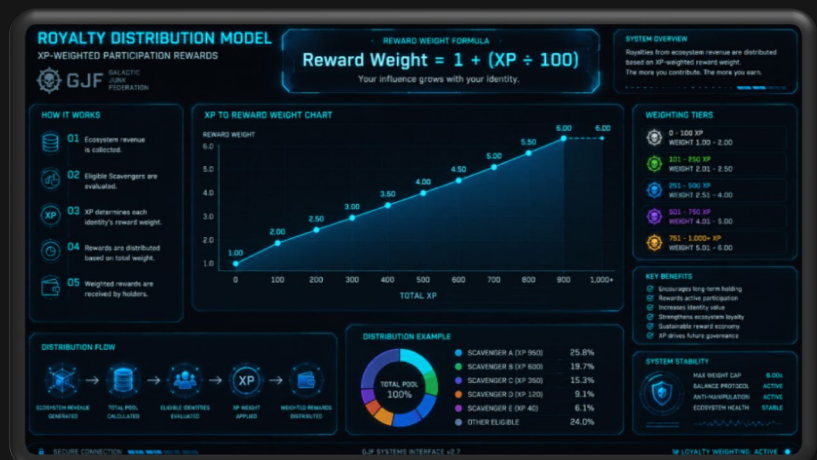 ROYALTY DISTRIBUTION MODEL
XP-WEIGHTED PARTICIPATION REWARDS
GJF
GALACTIC
JUNK
FEDERATION
REWARD WEIGHT FORMULA
Reward Weight = 1 + (XP ÷ 100)
Your influence grows with your identity.
SYSTEM OVERVIEW
Royalties from ecosystem revenue are distributed
based on XP-weighted reward weight.
The more you contribute. The more you earn.
HOW IT WORKS
01 Ecosystem revenue
is collected.
02 Eligible Scavengers are
evaluated.
XP 03 XP determines each
identity's reward weight.
04 Rewards are distributed
based on total weight.
05 Weighted rewards are
received by holders.
XP TO REWARD WEIGHT CHART
REWARD WEIGHT
6.0
5.0
4.0
3.0
2.0
1.0
1.00
2.00
2.50
3.00
3.50
4.00
4.50
5.00
5.50
6.00
6.00
0 100 200 300 400 500 600 700 800 900 1,000+
TOTAL XP
WEIGHTING TIERS
0 - 100 XP
WEIGHT 1.00 - 2.00
101 - 250 XP
WEIGHT 2.01 - 2.50
251 - 500 XP
WEIGHT 2.51 - 4.00
501 - 750 XP
WEIGHT 4.01 - 5.00
751 - 1,000+ XP
WEIGHT 5.01 - 6.00
KEY BENEFITS
Encourages long-term holding
Rewards active participation
Increases identity value
Strengthens ecosystem loyalty
Sustainable reward economy
XP drives future governance
DISTRIBUTION FLOW
XP
ECOSYSTEM REVENUE
GENERATED
TOTAL POOL
CALCULATED
ELIGIBLE IDENTITIES
EVALUATED
XP WEIGHT
APPLIED
WEIGHTED REWARDS
DISTRIBUTED
DISTRIBUTION EXAMPLE
TOTAL POOL
100%
SCAVENGER A (XP 950) 25.8%
SCAVENGER B (XP 600) 19.7%
SCAVENGER C (XP 350) 15.3%
SCAVENGER D (XP 120) 9.1%
SCAVENGER E (XP 40) 6.1%
OTHER ELIGIBLE 24.0%
SYSTEM STABILITY
MAX WEIGHT CAP 6.00x
BALANCE PROTOCOL ACTIVE
ANTI-MANIPULATION ACTIVE
ECOSYSTEM HEALTH STABLE
SECURE CONNECTION
GJF SYSTEMS INTERFACE v2.7
LOYALTY WEIGHTING: ACTIVE